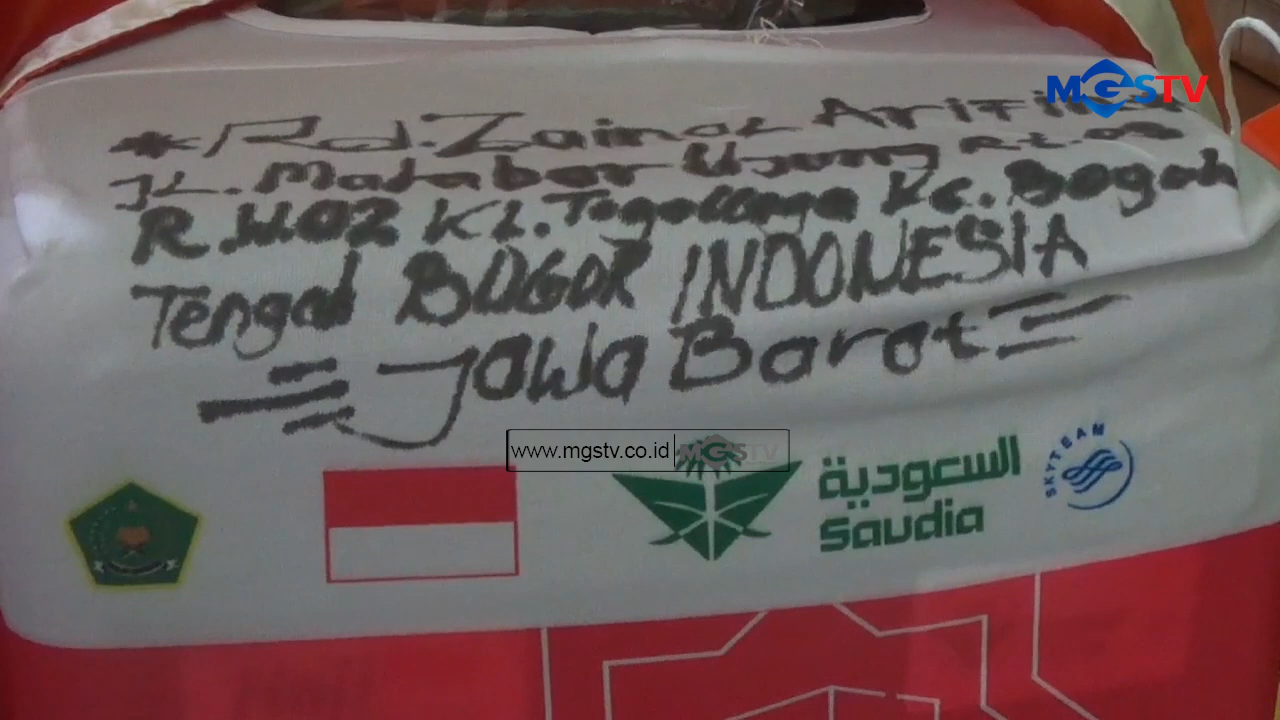 MGSTV
*Rd.Zainal Arifin
JL. Mataber Ujung Rt.03
R.W.02 KL.Tegallega Kc.Bogor
Tengah BOGOR INDONESIA
=Jawa Barat=
www.mgstv.co.id MGSTV
السعودية
saudia
SKYTEAM